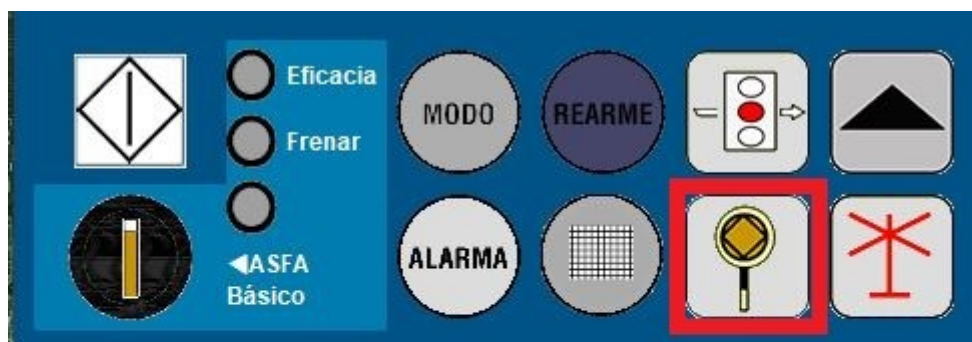 Eficacia
Frenar
◄ASFA
Básico
MODO
REARME
ALARMA